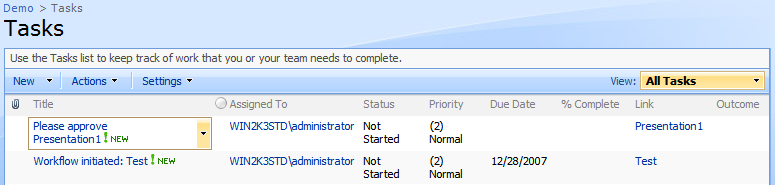 Demo > Tasks
Tasks
Use the Tasks list to keep track of work that you or your team needs to complete.
New Actions Settings View: All Tasks
Title Assigned To Status Priority Due Date % Complete Link Outcome
Please approve WIN2K3STD\administrator Not (2) Presentation1
Presentation1 ! NEW Started Normal
Workflow initiated: Test ! NEW WIN2K3STD\administrator Not (2) 12/28/2007 Test
Started Normal